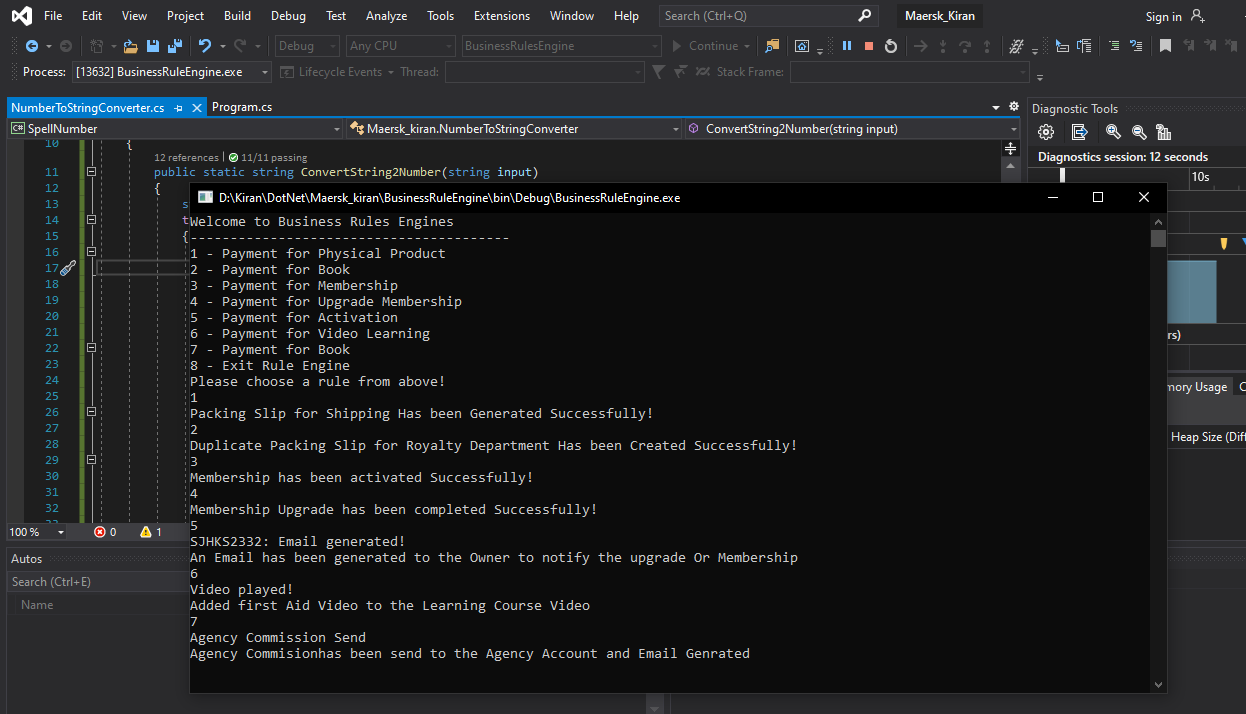 File Edit View Project Build Debug Test Analyze Tools Extensions Window Help Search (Ctrl+Q) Maersk_Kiran Sign in
Debug Any CPU BusinessRulesEngine Continue
Process: [13632] BusinessRuleEngine.exe Lifecycle Events Thread: Stack Frame:
NumberToStringConverter.cs Program.cs
Diagnostic Tools
C# SpellNumber Maersk_kiran.NumberToStringConverter ConvertString2Number(string input)
Diagnostics session: 12 seconds
10s
10 {
12 references | 11/11 passing
11 public static string ConvertString2Number(string input)
12 {
13 s
14 t
15 {
16
17
18
19
20
21
22
23
24
25
26
27
28
29
30
31
32
D:\Kiran\DotNet\Maersk_kiran\BusinessRuleEngine\bin\Debug\BusinessRuleEngine.exe
Welcome to Business Rules Engines
----------------------------------------
1 - Payment for Physical Product
2 - Payment for Book
3 - Payment for Membership
4 - Payment for Upgrade Membership
5 - Payment for Activation
6 - Payment for Video Learning
7 - Payment for Book
8 - Exit Rule Engine
Please choose a rule from above!
1
Packing Slip for Shipping Has been Generated Successfully!
2
Duplicate Packing Slip for Royalty Department Has been Created Successfully!
3
Membership has been activated Successfully!
4
Membership Upgrade has been completed Successfully!
5
SJHKS2332: Email generated!
An Email has been generated to the Owner to notify the upgrade Or Membership
6
Video played!
Added first Aid Video to the Learning Course Video
7
Agency Commission Send
Agency Commisionhas been send to the Agency Account and Email Genrated
rs)
mory Usage C
Heap Size (Diff
100 % 0 1
Autos
Search (Ctrl+E)
Name